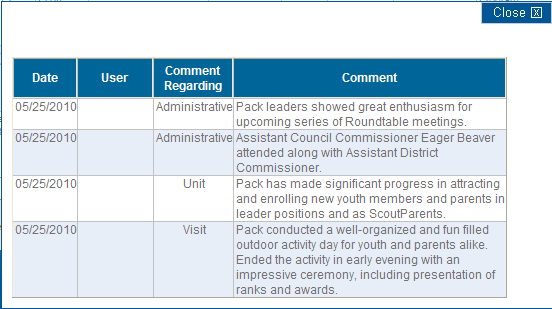 Close X
Date User Comment Regarding Comment
05/25/2010 Administrative Pack leaders showed great enthusiasm for
upcoming series of Roundtable meetings.
05/25/2010 Administrative Assistant Council Commissioner Eager Beaver
attended along with Assistant District
Commissioner.
05/25/2010 Unit Pack has made significant progress in attracting
and enrolling new youth members and parents in
leader positions and as ScoutParents.
05/25/2010 Visit Pack conducted a well-organized and fun filled
outdoor activity day for youth and parents alike.
Ended the activity in early evening with an
impressive ceremony, including presentation of
ranks and awards.